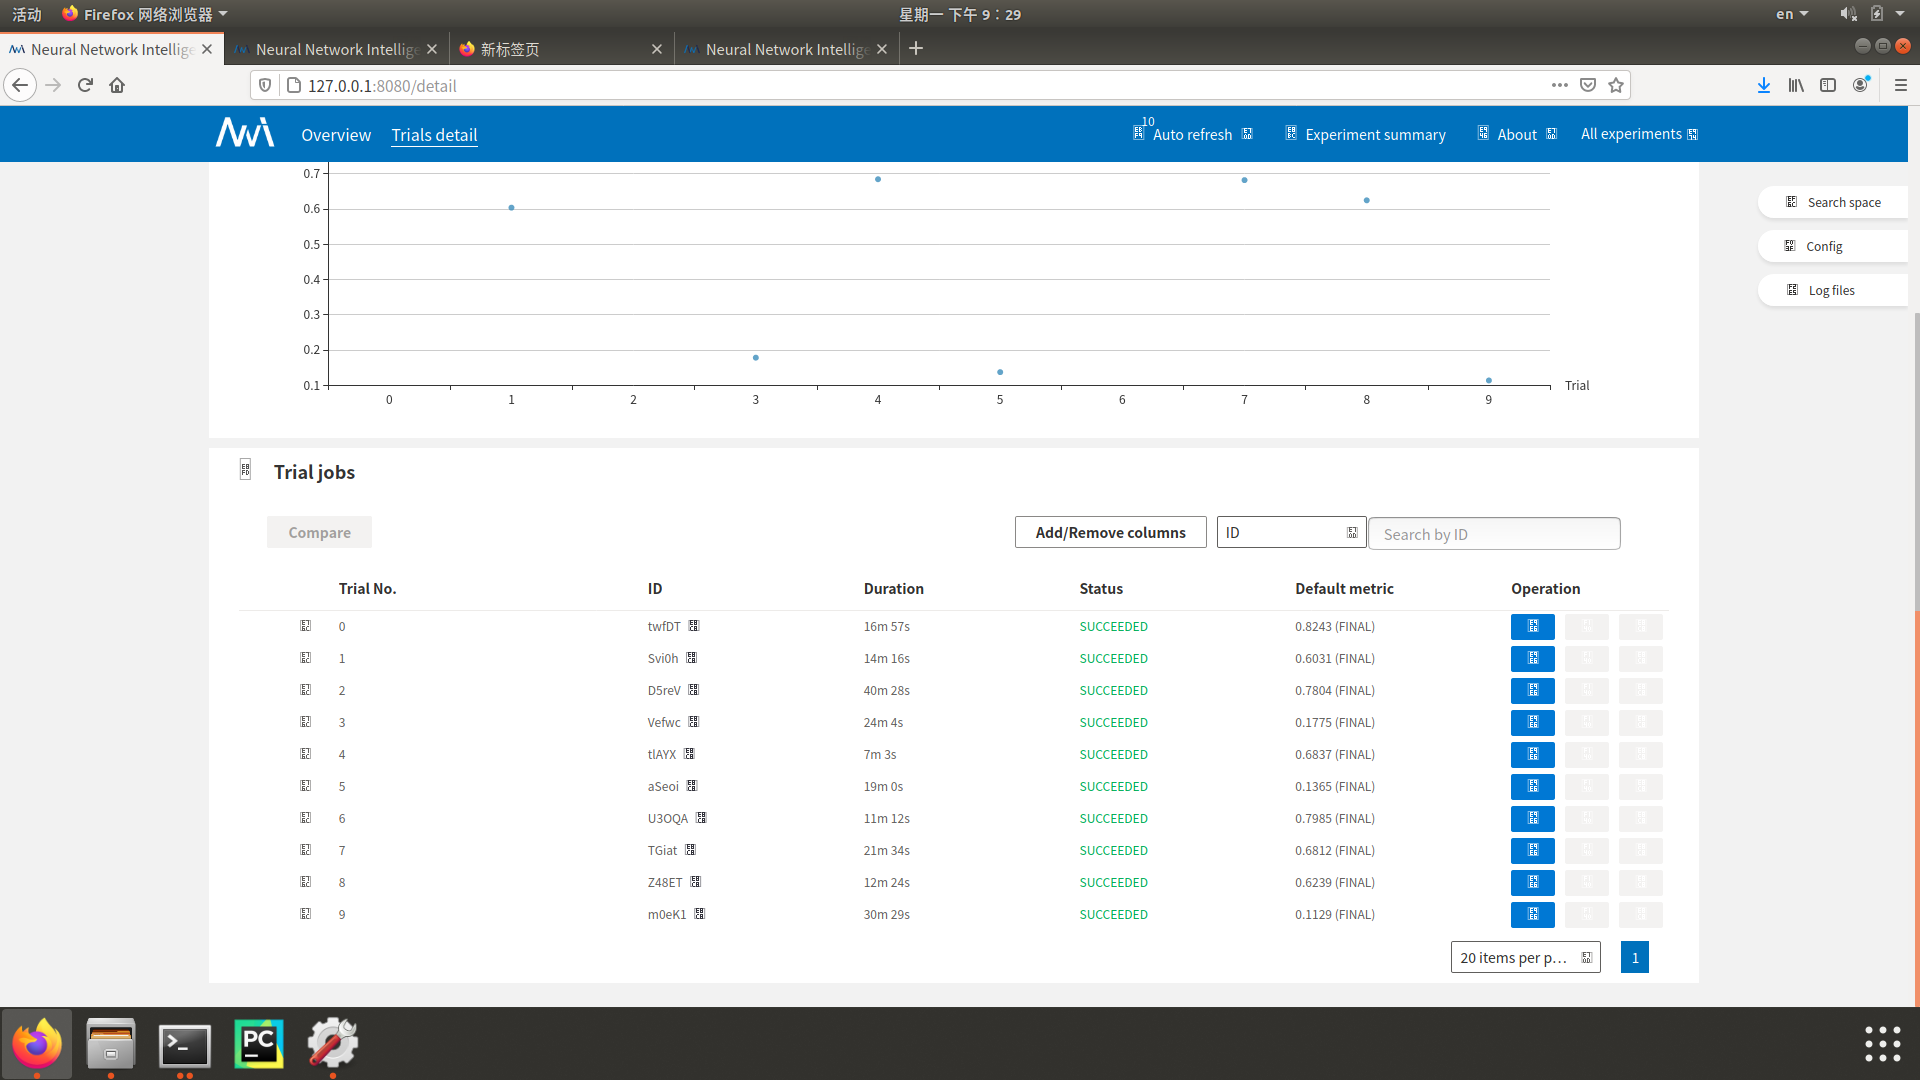 活动 Firefox 网络浏览器 星期一 下午 9：29 en
Neural Network Intellige Neural Network Intellige 新标签页 Neural Network Intellige
127.0.0.1:8080/detail
Overview Trials detail 10 Auto refresh Experiment summary About All experiments
Search space
Config
Log files
0.7
0.6
0.5
0.4
0.3
0.2
0.1
0 1 2 3 4 5 6 7 8 9
Trial
Trial jobs
Compare Add/Remove columns ID Search by ID
Trial No. ID Duration Status Default metric Operation
0 twfDT 16m 57s SUCCEEDED 0.8243 (FINAL)
1 Svi0h 14m 16s SUCCEEDED 0.6031 (FINAL)
2 D5reV 40m 28s SUCCEEDED 0.7804 (FINAL)
3 Vefwc 24m 4s SUCCEEDED 0.1775 (FINAL)
4 tlAYX 7m 3s SUCCEEDED 0.6837 (FINAL)
5 aSeoi 19m 0s SUCCEEDED 0.1365 (FINAL)
6 U3OQA 11m 12s SUCCEEDED 0.7985 (FINAL)
7 TGiat 21m 34s SUCCEEDED 0.6812 (FINAL)
8 Z48ET 12m 24s SUCCEEDED 0.6239 (FINAL)
9 m0eK1 30m 29s SUCCEEDED 0.1129 (FINAL)
20 items per p... 1
PC